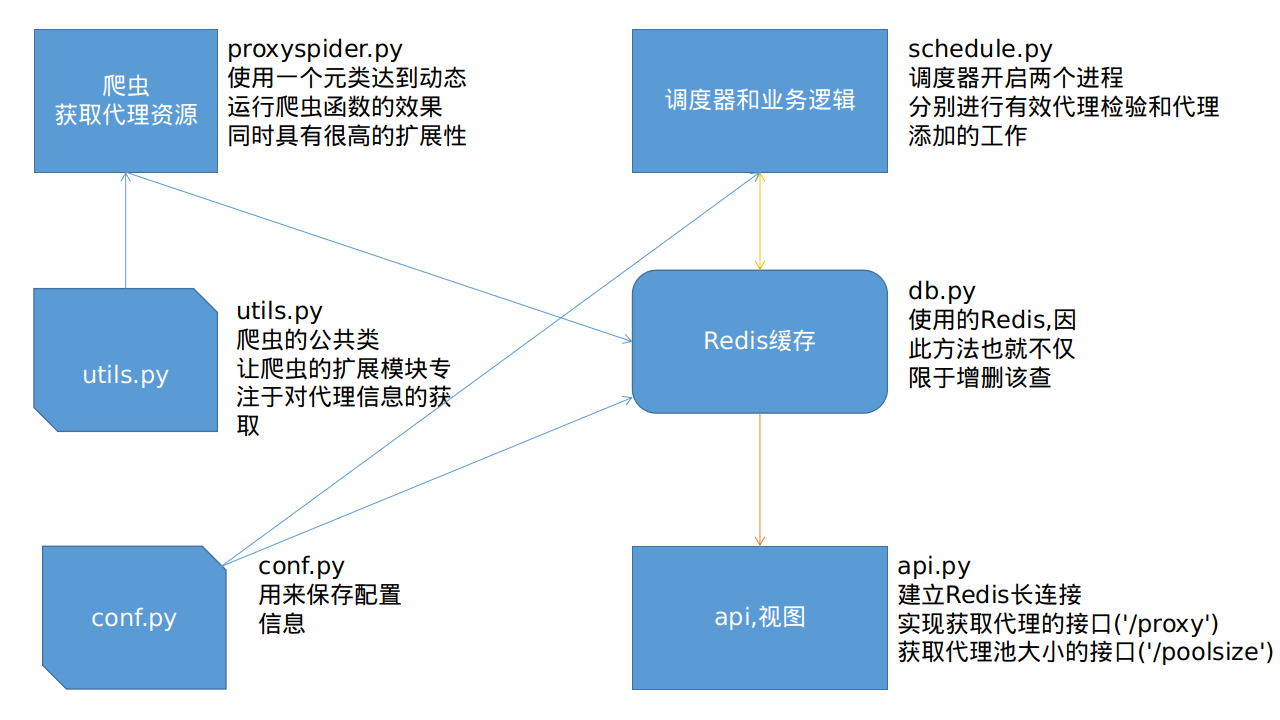 爬虫
获取代理资源
proxyspider.py
使用一个元类达到动态
运行爬虫函数的效果
同时具有很高的扩展性
调度器和业务逻辑
schedule.py
调度器开启两个进程
分别进行有效代理检验和代理
添加的工作
utils.py
utils.py
爬虫的公共类
让爬虫的扩展模块专
注于对代理信息的获
取
Redis缓存
db.py
使用的Redis,因
此方法也就不仅
限于增删该查
conf.py
conf.py
用来保存配置
信息
api,视图
api.py
建立Redis长连接
实现获取代理的接口('/proxy')
获取代理池大小的接口('/poolsize')